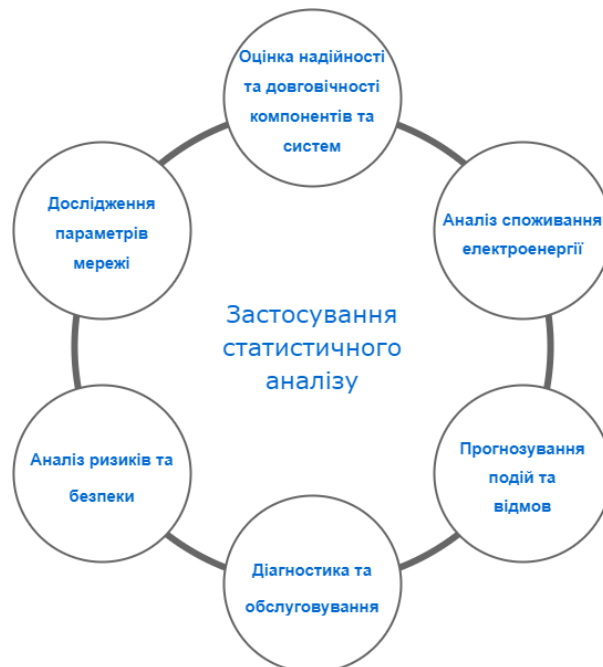 Оцінка надійності
та довговічності
компонентів та
систем
Аналіз споживання
електроенергії
Прогнозування
подій та
відмов
Діагностика та
обслуговування
Аналіз ризиків та
безпеки
Дослідження
параметрів
мережі
Застосування
статистичного
аналізу